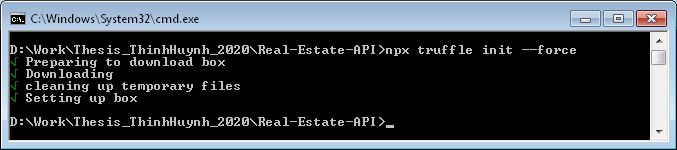 C:\Windows\System32\cmd.exe
D:\Work\Thesis_ThinhHuynh_2020\Real-Estate-API>npx truffle init --force
√ Preparing to download box
√ Downloading
√ cleaning up temporary files
√ Setting up box
D:\Work\Thesis_ThinhHuynh_2020\Real-Estate-API>_